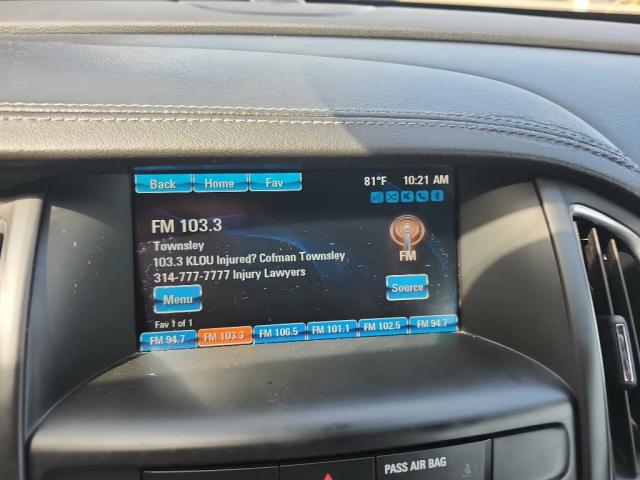 Back Home Fav 81°F 10:21 AM
FM 103.3
Townsley
103.3 KLOU Injured? Cofman Townsley
314-777-7777 Injury Lawyers
FM
Menu Source
Fav 1 of 1
FM 94.7 FM 103.3 FM 106.5 FM 101.1 FM 102.5 FM 94.7
PASS AIR BAG